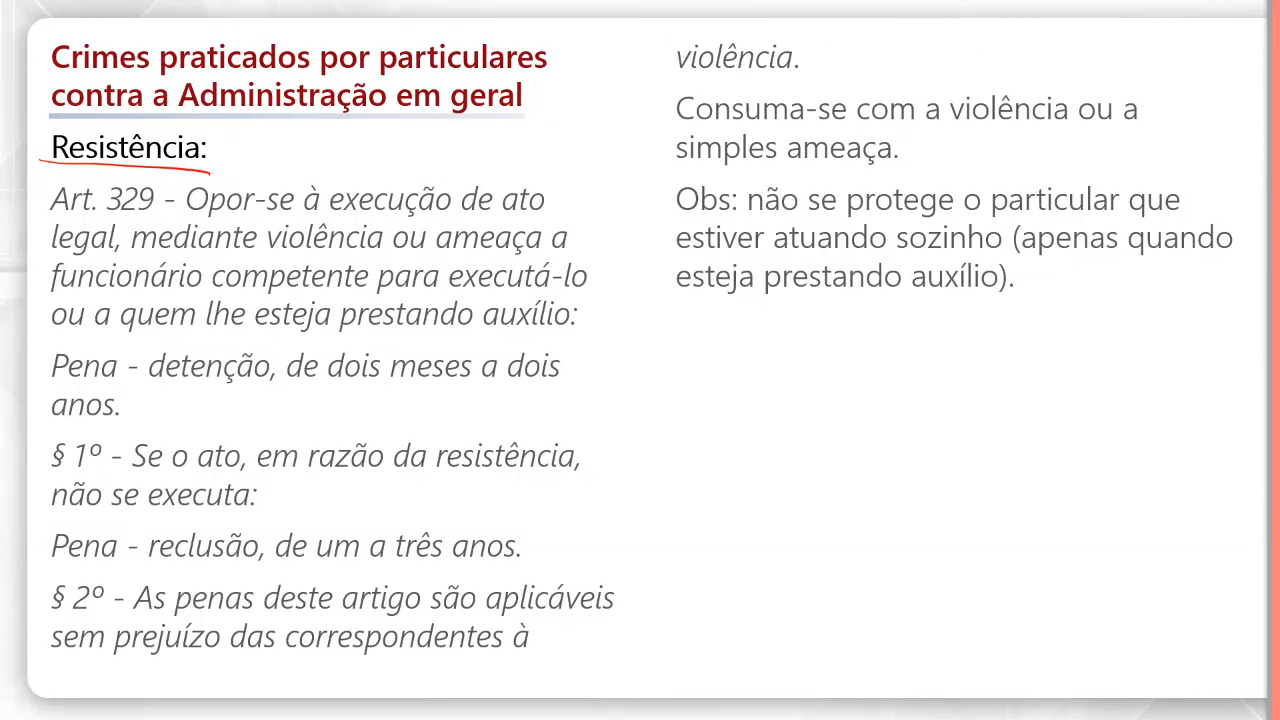 Crimes praticados por particulares
contra a Administração em geral
Resistência:
Art. 329 - Opor-se à execução de ato
legal, mediante violência ou ameaça a
funcionário competente para executá-lo
ou a quem lhe esteja prestando auxílio:
Pena - detenção, de dois meses a dois
anos.
§ 1º - Se o ato, em razão da resistência,
não se executa:
Pena - reclusão, de um a três anos.
§ 2º - As penas deste artigo são aplicáveis
sem prejuízo das correspondentes à
violência.
Consuma-se com a violência ou a
simples ameaça.
Obs: não se protege o particular que
estiver atuando sozinho (apenas quando
esteja prestando auxílio).